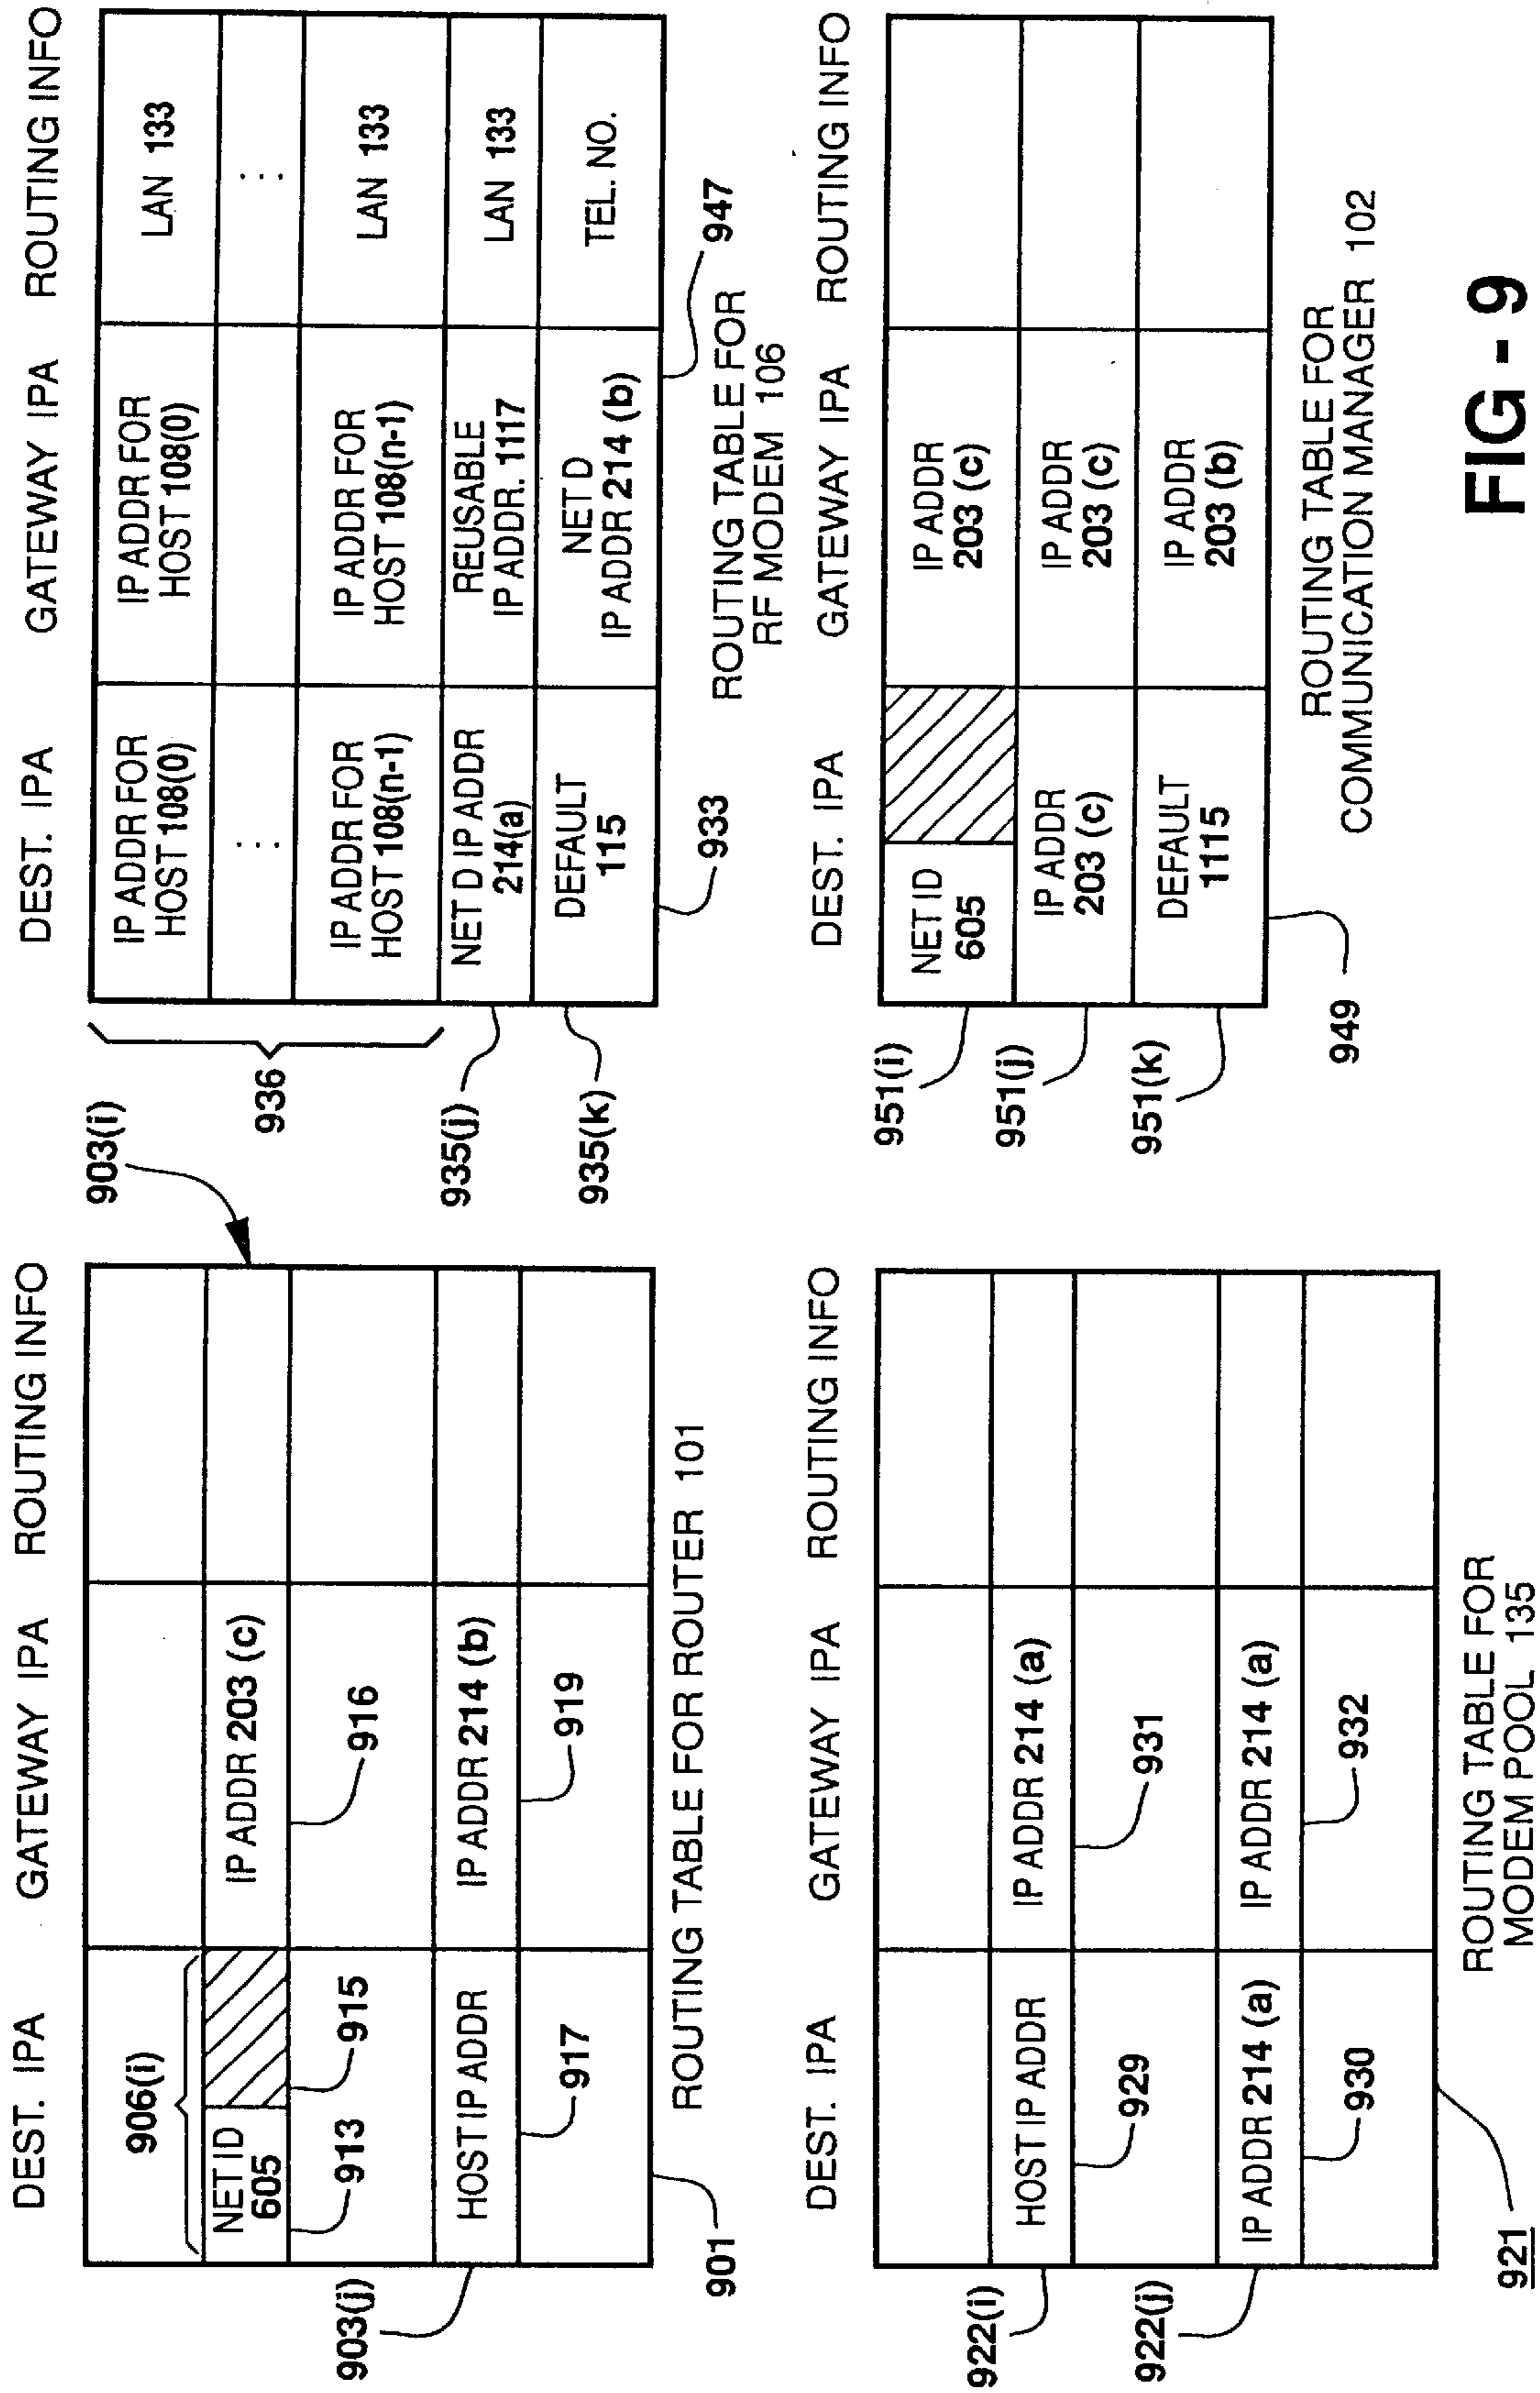 DEST. IPA GATEWAY IPA ROUTING INFO
906(i)
903(i)
NET ID
605
IP ADDR 203 (c)
913
915
916
903(j)
HOST IP ADDR
IP ADDR 214 (b)
917
919
901
ROUTING TABLE FOR ROUTER 101
DEST. IPA GATEWAY IPA ROUTING INFO
936
IP ADDR FOR
HOST 108(0)
IP ADDR FOR
HOST 108(0)
LAN 133
... ...
IP ADDR FOR
HOST 108(n-1)
IP ADDR FOR
HOST 108(n-1)
LAN 133
935(j)
NET D IP ADDR
214(a)
REUSABLE
IP ADDR. 1117
LAN 133
935(k)
DEFAULT
115
NET D
IP ADDR 214 (b)
TEL. NO.
933
947
ROUTING TABLE FOR
RF MODEM 106
DEST. IPA GATEWAY IPA ROUTING INFO
922(i)
HOST IP ADDR
IP ADDR 214 (a)
929
931
922(j)
IP ADDR 214 (a)
IP ADDR 214 (a)
930
932
921
ROUTING TABLE FOR
MODEM POOL 135
DEST. IPA GATEWAY IPA ROUTING INFO
951(i)
NET ID
605
IP ADDR
203 (c)
951(j)
IP ADDR
203 (c)
IP ADDR
203 (c)
951(k)
DEFAULT
1115
IP ADDR
203 (b)
949
ROUTING TABLE FOR
COMMUNICATION MANAGER 102
FIG - 9